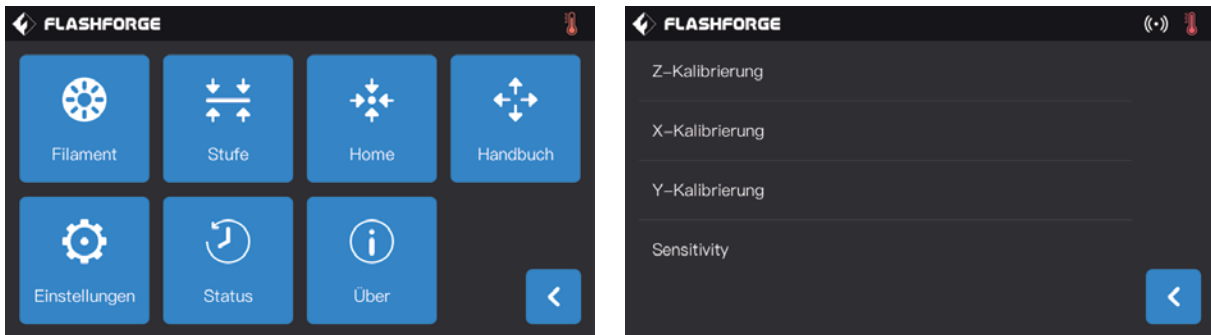 FLASHFORGE
Filament
Stufe
Home
Handbuch
Einstellungen
Status
Über
FLASHFORGE
Z-Kalibrierung
X-Kalibrierung
Y-Kalibrierung
Sensitivity